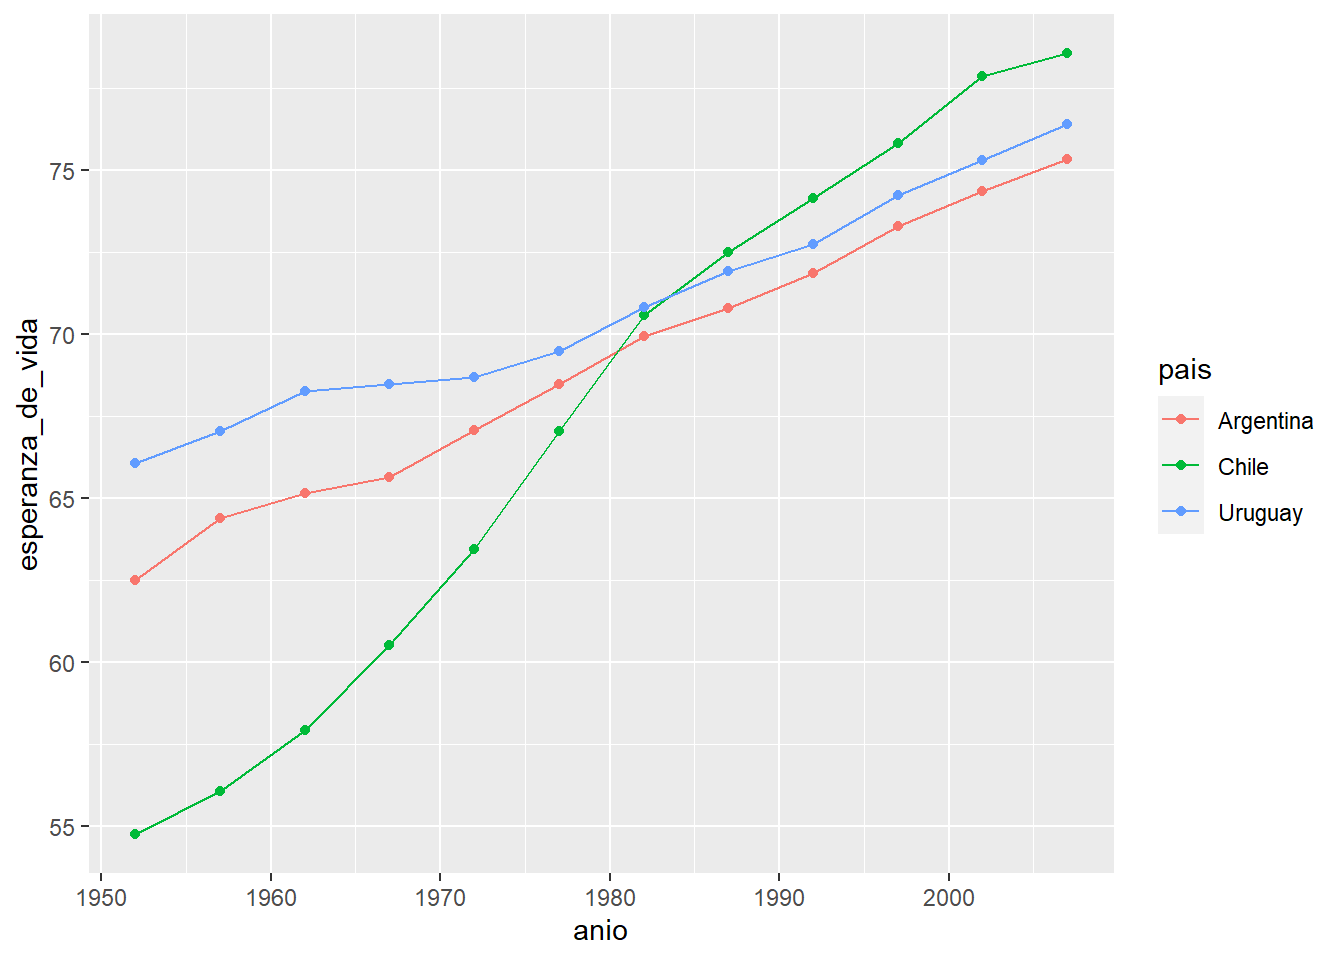 75
70
65
60
55
esperanza_de_vida
1950 1960 1970 1980 1990 2000
anio
pais
Argentina
Chile
Uruguay